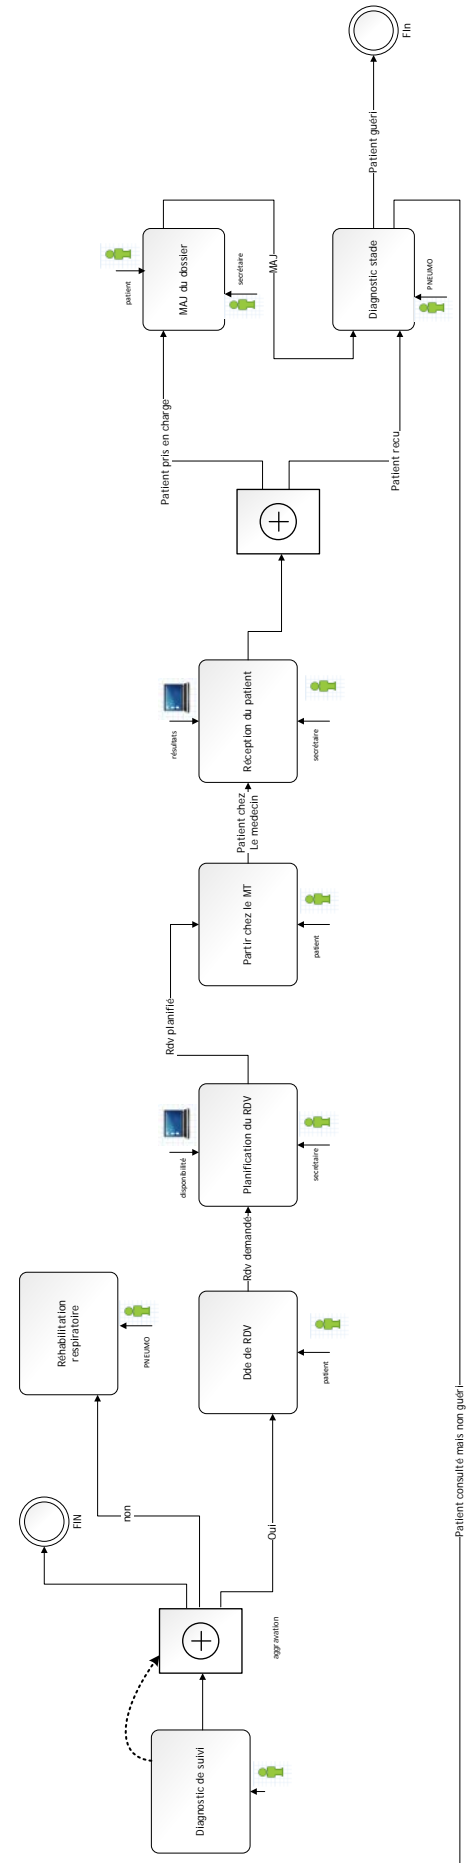 Diagnostic de suivi
aggravation
FIN
non
Oui
Réhabilitation
respiratoire
PNEUMO
Dde de RDV
patient
Rdv demandé
Planification du RDV
disponibilité
secrétaire
Rdv planifié
Partir chez le MT
patient
Patient chez
Le medecin
Réception du patient
résultats
secrétaire
Patient pris en charge
Patient recu
MAJ du dossier
patient
secrétaire
MAJ
Diagnostic stade
PNEUMO
Patient guéri
Fin
Patient consulté mais non guéri